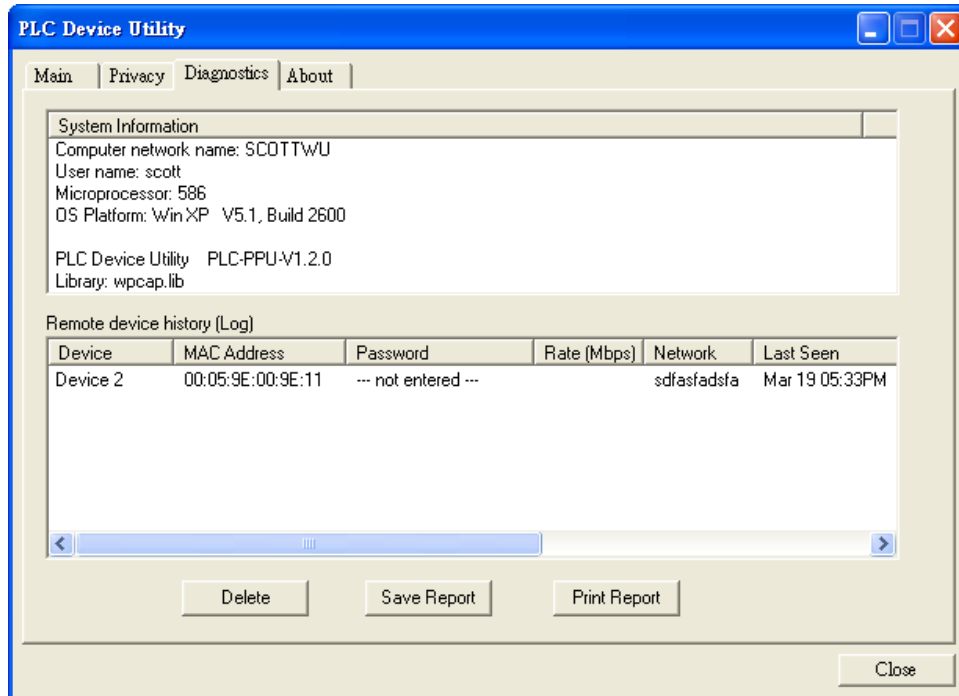 PLC Device Utility
Main Privacy Diagnostics About
System Information
Computer network name: SCOTTWU
User name: scott
Microprocessor: 586
OS Platform: Win XP V5.1, Build 2600
PLC Device Utility PLC-PPU-V1.2.0
Library: wpcap.lib
Remote device history (Log)
Device MAC Address Password Rate (Mbps) Network Last Seen
Device 2 00:05:9E:00:9E:11 --- not entered --- sdfasfadsfa Mar 19 05:33PM
Delete Save Report Print Report
Close